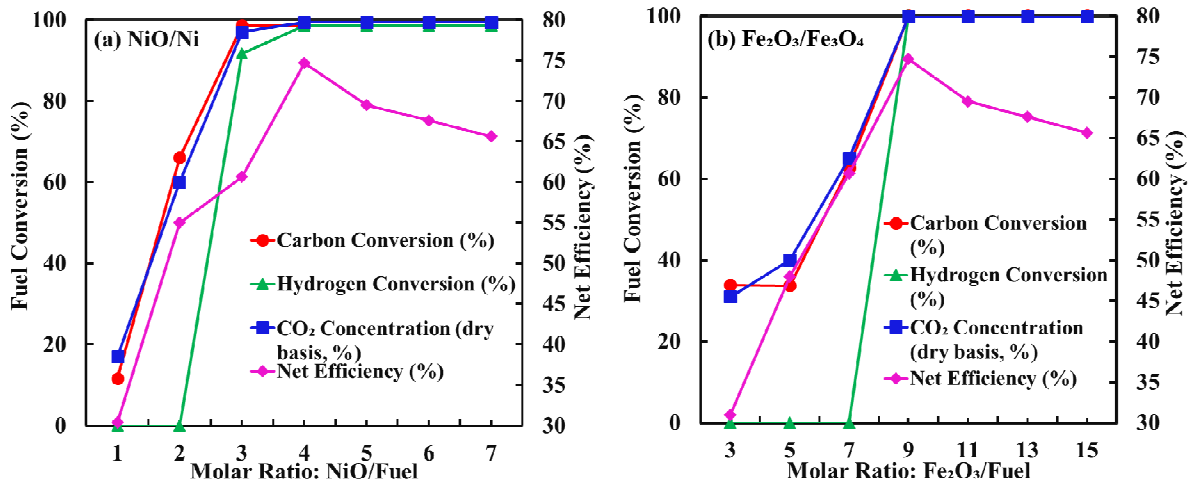 (a) NiO/Ni
Fuel Conversion (%)
100
80
60
40
20
0
80
75
70
65
60
55
50
45
40
35
30
Net Efficiency (%)
Carbon Conversion (%)
Hydrogen Conversion (%)
CO₂ Concentration (dry
basis, %)
Net Efficiency (%)
1 2 3 4 5 6 7
Molar Ratio: NiO/Fuel
(b) Fe₂O₃/Fe₃O₄
Fuel Conversion (%)
100
80
60
40
20
0
80
75
70
65
60
55
50
45
40
35
30
Net Efficiency (%)
Carbon Conversion
(%)
Hydrogen Conversion
(%)
CO₂ Concentration
(dry basis, %)
Net Efficiency (%)
3 5 7 9 11 13 15
Molar Ratio: Fe₂O₃/Fuel